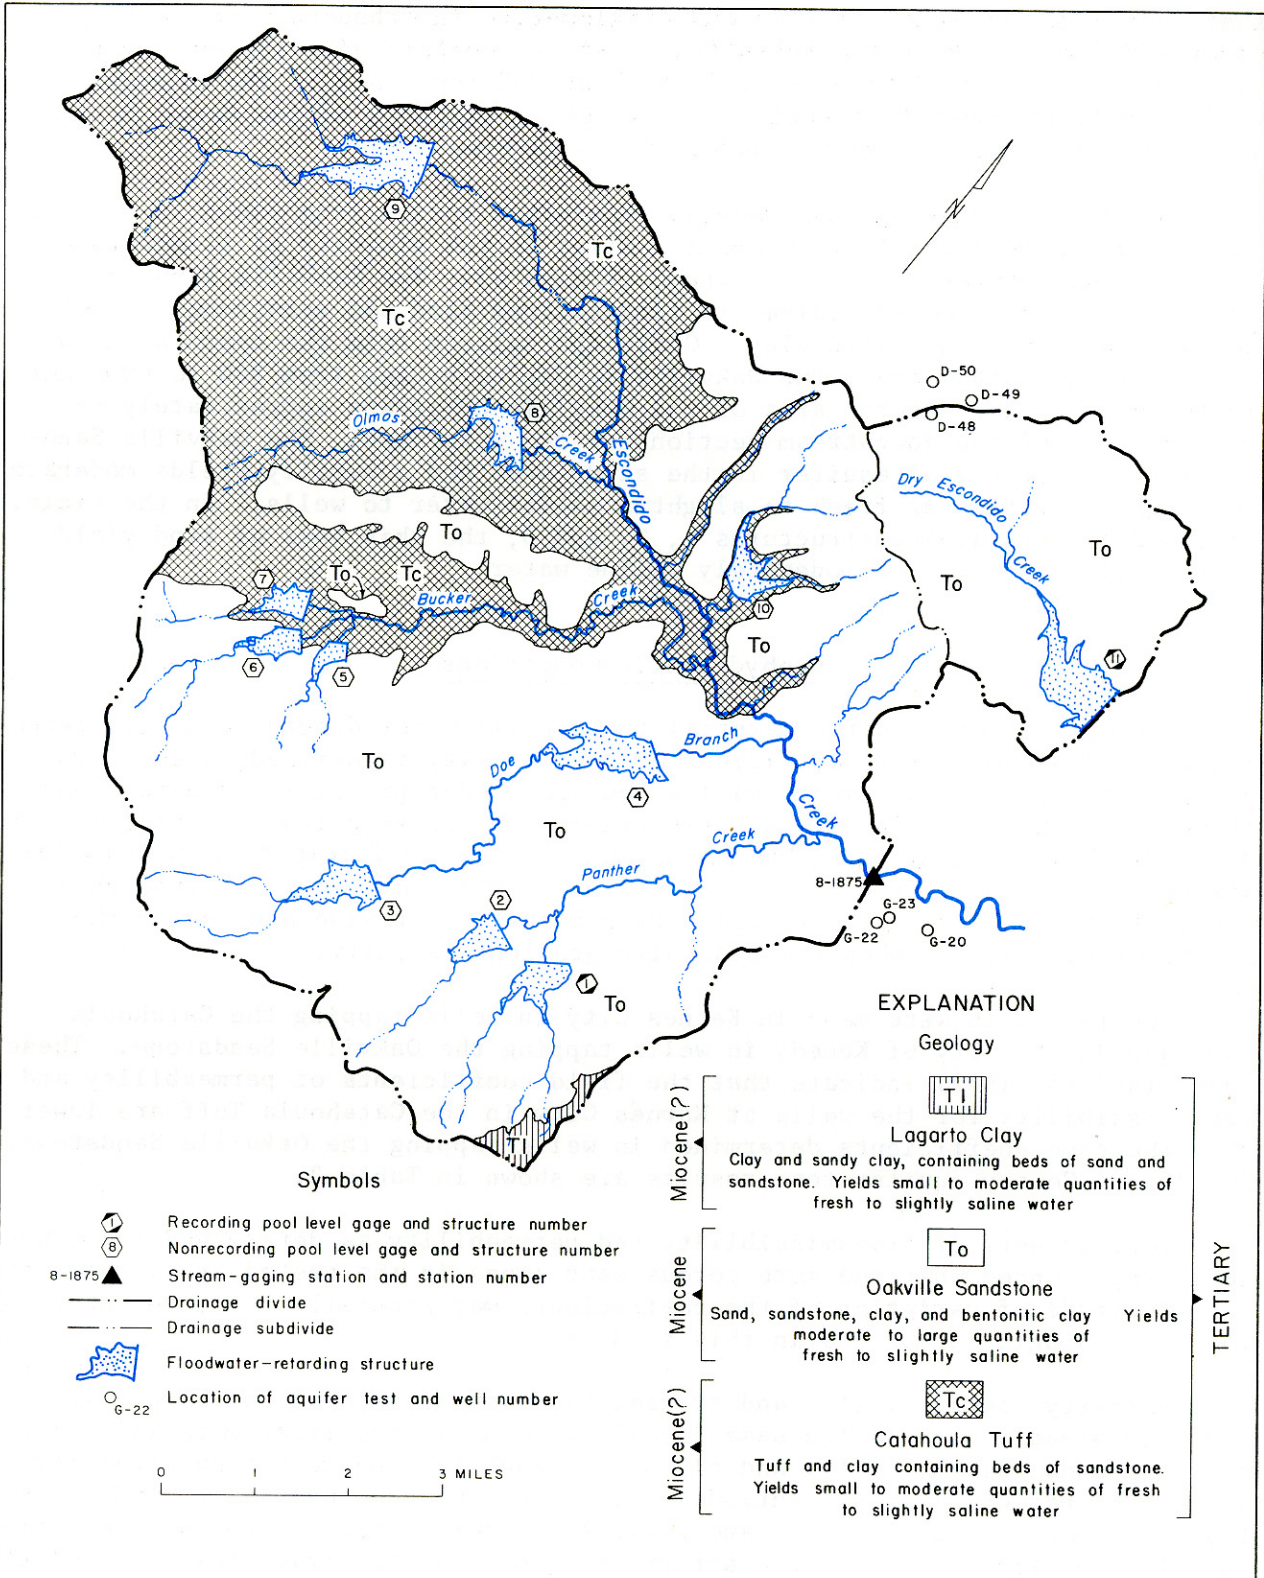 9
Tc
Tc
D-50
D-49
D-48
Olmos
8
Creek
Escondido
Dry Escondido
Creek
To
To
To
To
Tc
7
Bucker
Creek
10
To
6
5
11
To
Doe
Branch
4
To
Creek
Creek
Panther
3
2
8-1875
G-23
G-22
G-20
1
To
Tl
EXPLANATION
Geology
Tl
Lagarto Clay
Clay and sandy clay, containing beds of sand and
sandstone. Yields small to moderate quantities of
fresh to slightly saline water
Miocene(?)
To
Oakville Sandstone
Sand, sandstone, clay, and bentonitic clay Yields
moderate to large quantities of
fresh to slightly saline water
Miocene
Tc
Catahoula Tuff
Tuff and clay containing beds of sandstone.
Yields small to moderate quantities of fresh
to slightly saline water
Miocene(?)
TERTIARY
Symbols
1 Recording pool level gage and structure number
8 Nonrecording pool level gage and structure number
8-1875 Stream-gaging station and station number
Drainage divide
Drainage subdivide
Floodwater-retarding structure
G-22 Location of aquifer test and well number
0 1 2 3 MILES